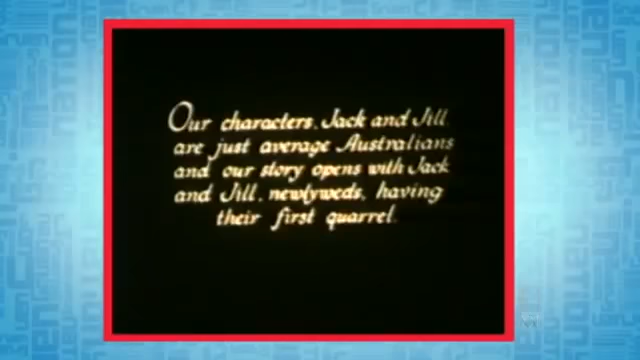 Our characters, Jack and Jill
are just average Australians
and our story opens with Jack
and Jill, newlyweds, having
their first quarrel.